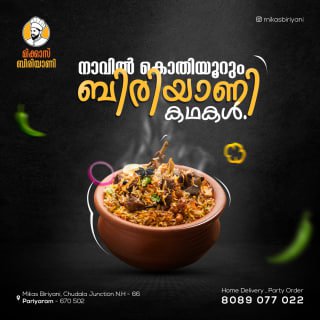 mikasbiriyani
മിക്കാസ്
ബിരിയാണി
നാവിൽ കൊതിയൂറും
ബിരിയാണി
കഥകൾ.
Mikas Biriyani, Chudala Junction N.H - 66
Pariyaram - 670 502
Home Delivery , Party Order
8089 077 022